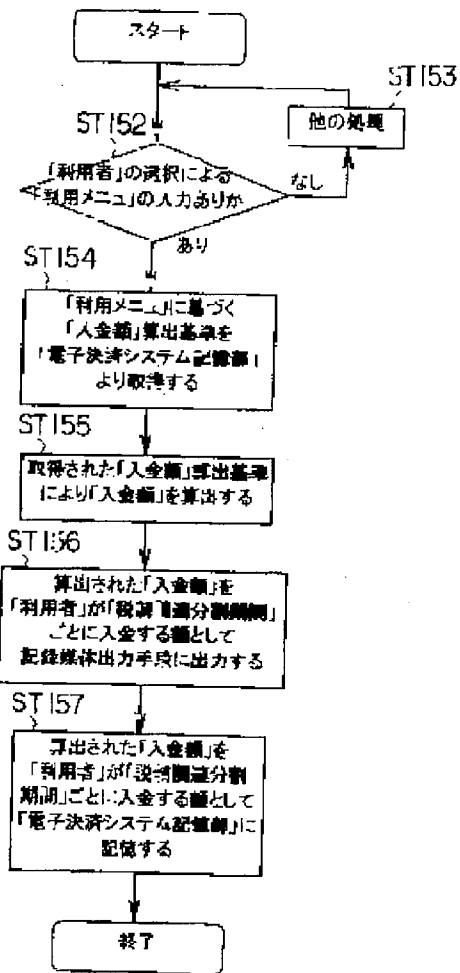 スタート
ST153
他の処理
ST152
「利用者」の選択による
「利用メニュ」の入力ありか
なし
あり
ST154
「利用メニュ」に基づく
「入金額」算出基準を
「電子決済システム記憶部」
より取得する
ST155
取得された「入金額」算出基準
により「入金額」を算出する
ST156
算出された「入金額」を
「利用者」が「税調関連分割期間」
ごとに入金する額として
記録媒体出力手段に出力する
ST157
算出された「入金額」を
「利用者」が「関連分割
期間」ごとに入金する額として
「電子決済システム記憶部」に
記憶する
終了